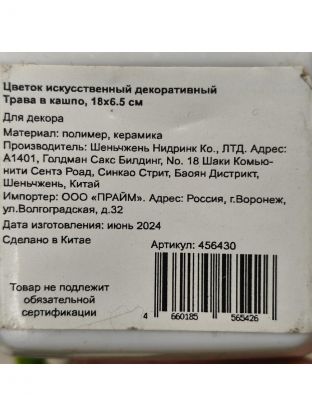 Цветок искусственный декоративный
Трава в кашпо, 18х6.5 см
Для декора
Материал: полимер, керамика
Производитель: Шеньчжень Нидринк Ко., ЛТД. Адрес:
А1401, Голдман Сакс Билдинг, No. 18 Шаки Комью-
нити Сентэ Роад, Синкао Стрит, Баоян Дистрикт,
Шеньчжень, Китай
Импортер: ООО «ПРАЙМ». Адрес: Россия, г.Воронеж,
ул.Волгоградская, д.32
Дата изготовления: июнь 2024
Сделано в Китае
Артикул: 456430
Товар не подлежит
обязательной
сертификации
4 660185 565426